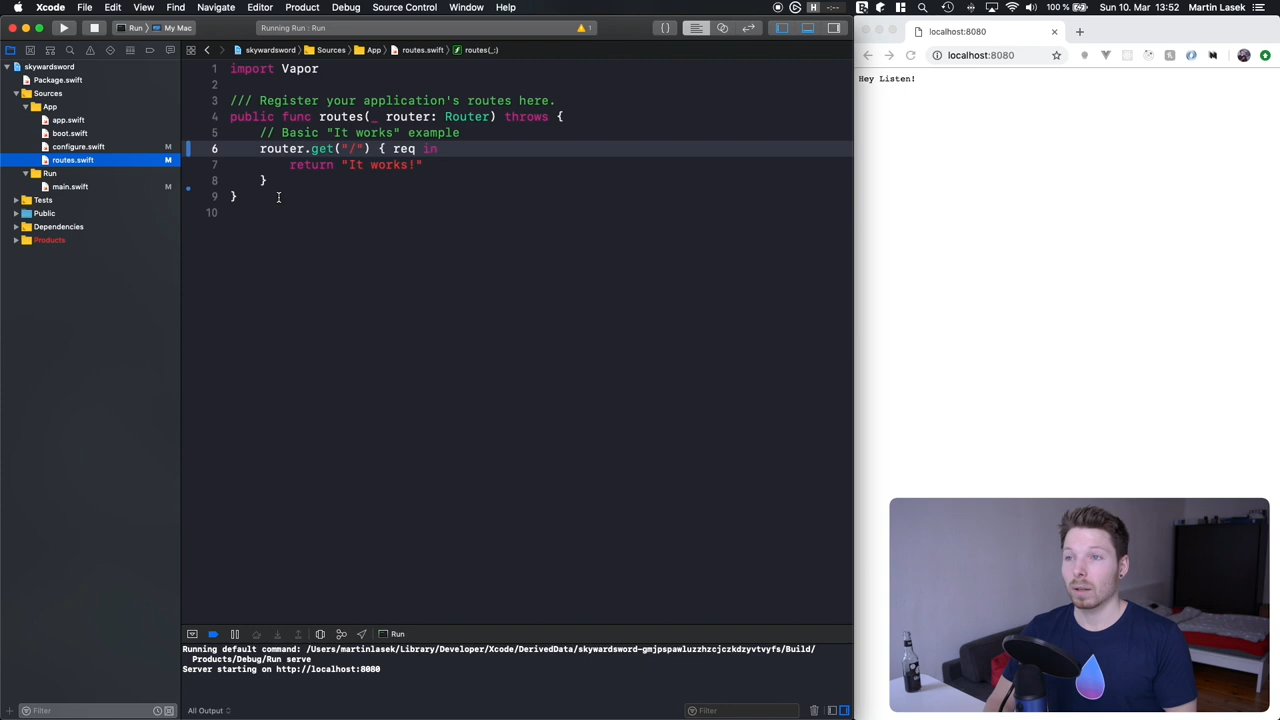 Xcode File Edit View Find Navigate Editor Product Debug Source Control Window Help
100 % Sun 10. Mar 13:52 Martin Lasek
Run My Mac
Running Run : Run
1
skywardsword Sources App routes.swift routes(_:)
skywardsword
Package.swift
Sources
App
app.swift
boot.swift
configure.swift M
routes.swift M
Run
main.swift M
Tests
Public
Dependencies
Products
Filter
1 import Vapor
2
3 /// Register your application's routes here.
4 public func routes(_ router: Router) throws {
5 // Basic "It works" example
6 router.get("/") { req in
7 return "It works!"
8 }
9 }
10
Run
Running default command: /Users/martinlasek/Library/Developer/Xcode/DerivedData/skywardsword-gmjpspawluzzhzcjczkdzyvtvyfs/Build/
Products/Debug/Run serve
Server starting on http://localhost:8080
All Output
Filter
localhost:8080
localhost:8080
Hey Listen!